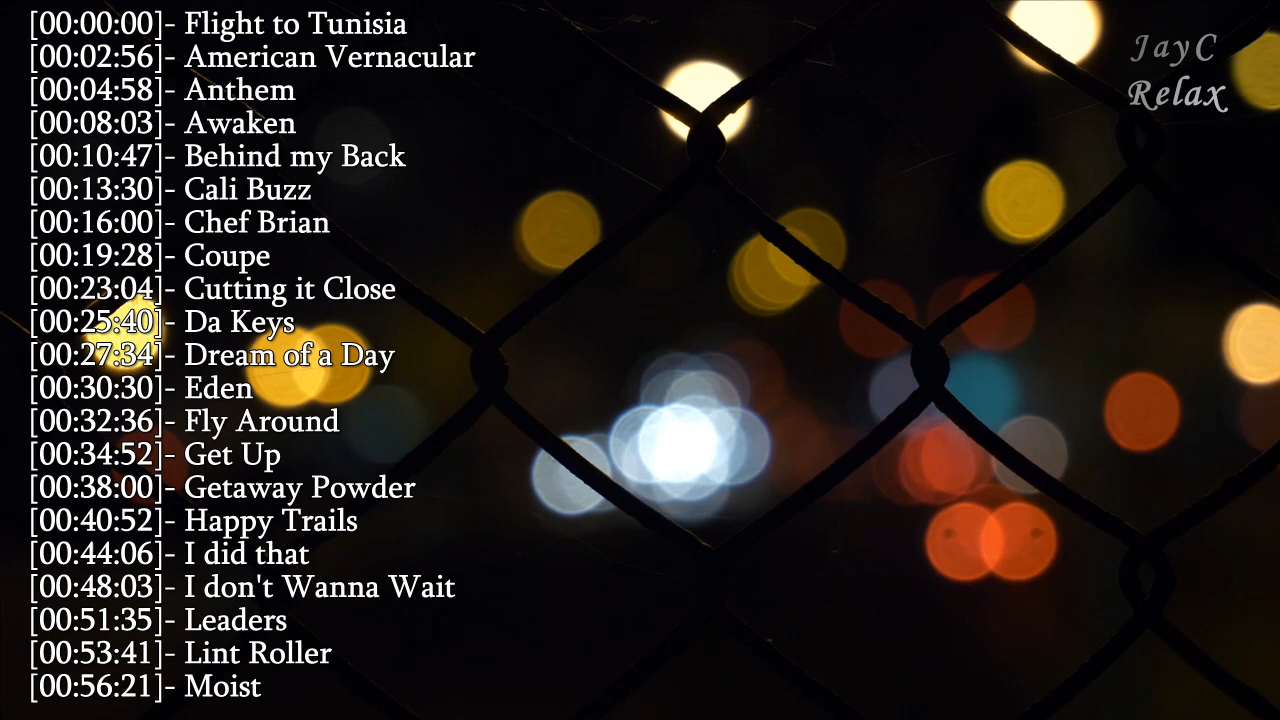 [00:00:00]- Flight to Tunisia
[00:02:56]- American Vernacular
[00:04:58]- Anthem
[00:08:03]- Awaken
[00:10:47]- Behind my Back
[00:13:30]- Cali Buzz
[00:16:00]- Chef Brian
[00:19:28]- Coupe
[00:23:04]- Cutting it Close
[00:25:40]- Da Keys
[00:27:34]- Dream of a Day
[00:30:30]- Eden
[00:32:36]- Fly Around
[00:34:52]- Get Up
[00:38:00]- Getaway Powder
[00:40:52]- Happy Trails
[00:44:06]- I did that
[00:48:03]- I don't Wanna Wait
[00:51:35]- Leaders
[00:53:41]- Lint Roller
[00:56:21]- Moist
JayC
Relax